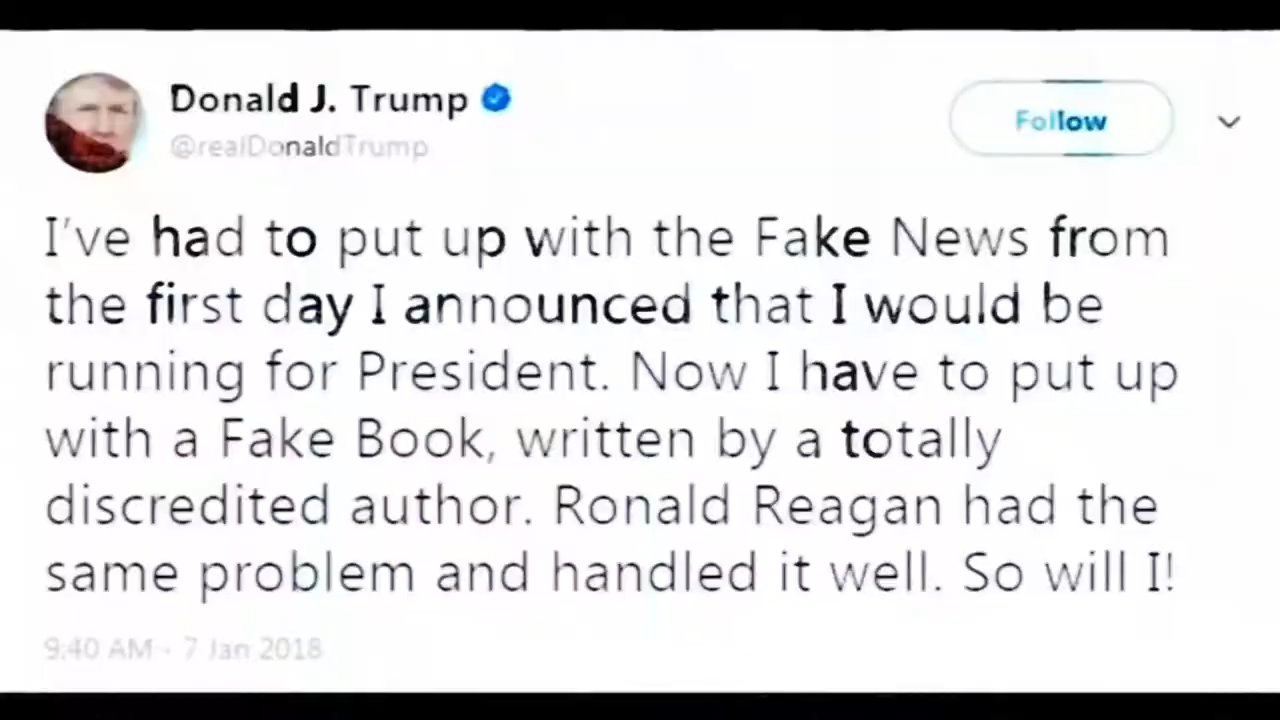 Donald J. Trump
@realDonaldTrump
Follow
I've had to put up with the Fake News from
the first day I announced that I would be
running for President. Now I have to put up
with a Fake Book, written by a totally
discredited author. Ronald Reagan had the
same problem and handled it well. So will I!
9:40 AM - 7 Jan 2018